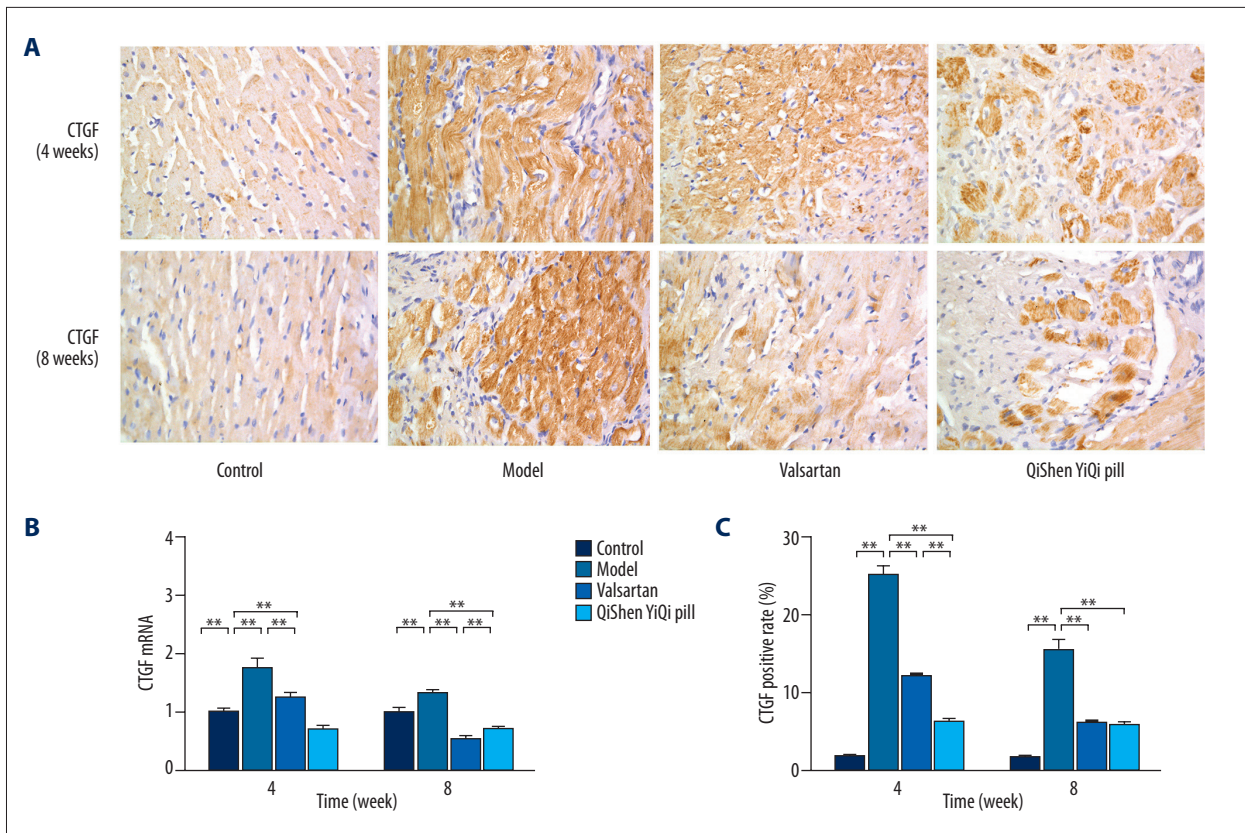 A
CTGF
(4 weeks)
CTGF
(8 weeks)
Control
Model
Valsartan
QiShen YiQi pill
B
CTGF mRNA
4
3
2
1
0
**
** ** **
**
** ** ** **
4
8
Time (week)
Control
Model
Valsartan
QiShen YiQi pill
C
CTGF positive rate (%)
30
20
10
0
**
** ** **
**
** **
4
8
Time (week)